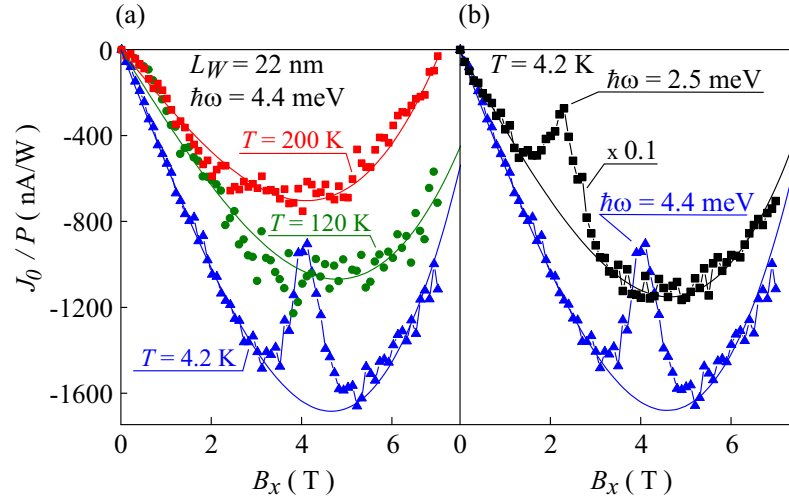 (a)
(b)
L_W = 22 nm
ħω = 4.4 meV
T = 4.2 K
ħω = 2.5 meV
T = 200 K
x 0.1
ħω = 4.4 meV
T = 120 K
T = 4.2 K
J_0 / P ( nA/W )
0
-400
-800
-1200
-1600
0
2
4
6
0
2
4
6
B_x ( T )
B_x ( T )